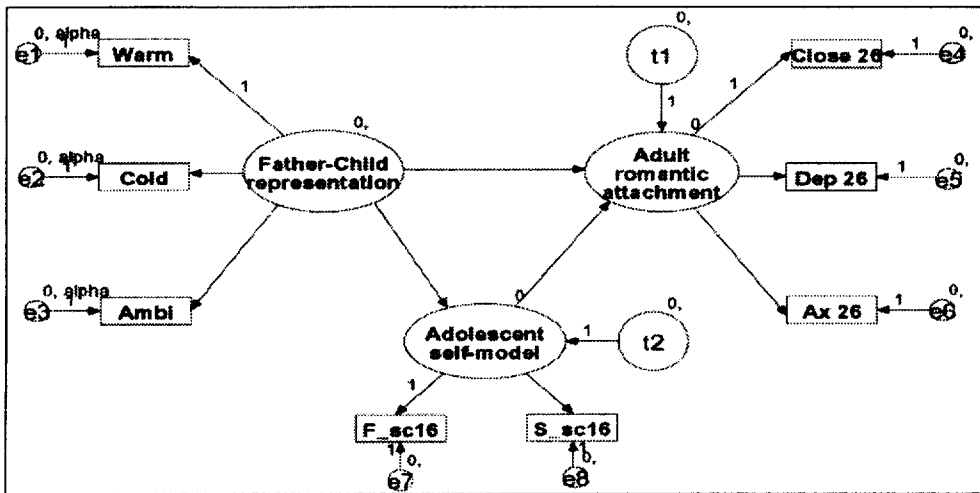 0, alpha
e1
1
Warm
1
0, alpha
e2
1
Cold
0, alpha
e3
1
Ambi
0,
Father-Child
representation
0,
t1
1
0
Adult
romantic
attachment
1
Close 26
1
0,
e4
Dep 26
1
0,
e5
Ax 26
1
0,
e6
0
Adolescent
self-model
1
0,
t2
1
F_sc16
1
0,
e7
S_sc16
1
0,
e8